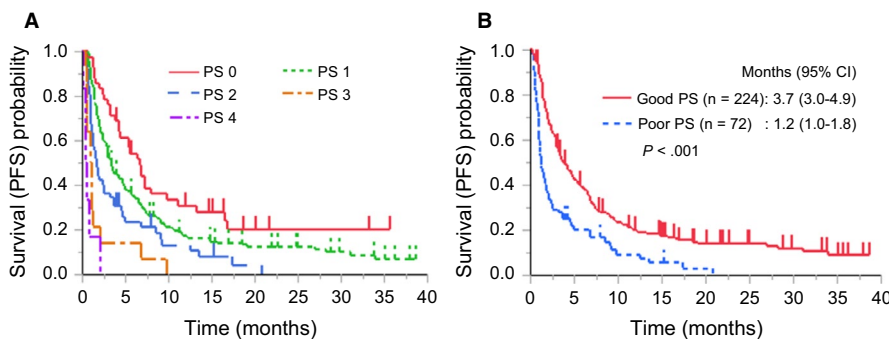 A
Survival (PFS) probability
1.0
0.8
0.6
0.4
0.2
0.0
PS 0 PS 1
PS 2 PS 3
PS 4
0 5 10 15 20 25 30 35 40
Time (months)
B
Survival (PFS) probability
1.0
0.8
0.6
0.4
0.2
0.0
Months (95% CI)
Good PS (n = 224): 3.7 (3.0-4.9)
Poor PS (n = 72) : 1.2 (1.0-1.8)
P < .001
0 5 10 15 20 25 30 35 40
Time (months)